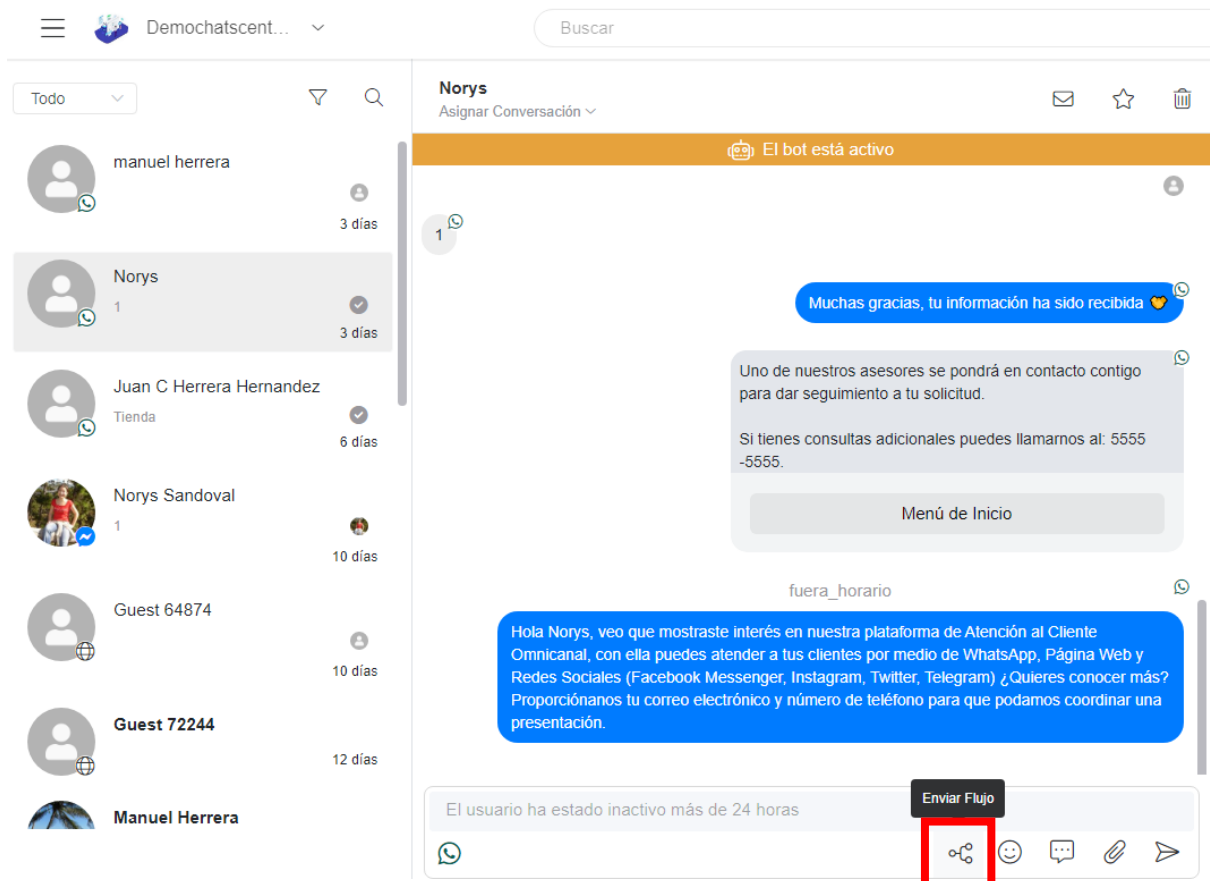 Demochatscent...
Buscar
Todo
manuel herrera
3 días
Norys
1
3 días
Juan C Herrera Hernandez
Tienda
6 días
Norys Sandoval
1
10 días
Guest 64874
10 días
Guest 72244
12 días
Manuel Herrera
Norys
Asignar Conversación
El bot está activo
1
Muchas gracias, tu información ha sido recibida
Uno de nuestros asesores se pondrá en contacto contigo
para dar seguimiento a tu solicitud.
Si tienes consultas adicionales puedes llamarnos al: 5555
-5555.
Menú de Inicio
fuera_horario
Hola Norys, veo que mostraste interés en nuestra plataforma de Atención al Cliente
Omnicanal, con ella puedes atender a tus clientes por medio de WhatsApp, Página Web y
Redes Sociales (Facebook Messenger, Instagram, Twitter, Telegram) ¿Quieres conocer más?
Proporciónanos tu correo electrónico y número de teléfono para que podamos coordinar una
presentación.
Enviar Flujo
El usuario ha estado inactivo más de 24 horas